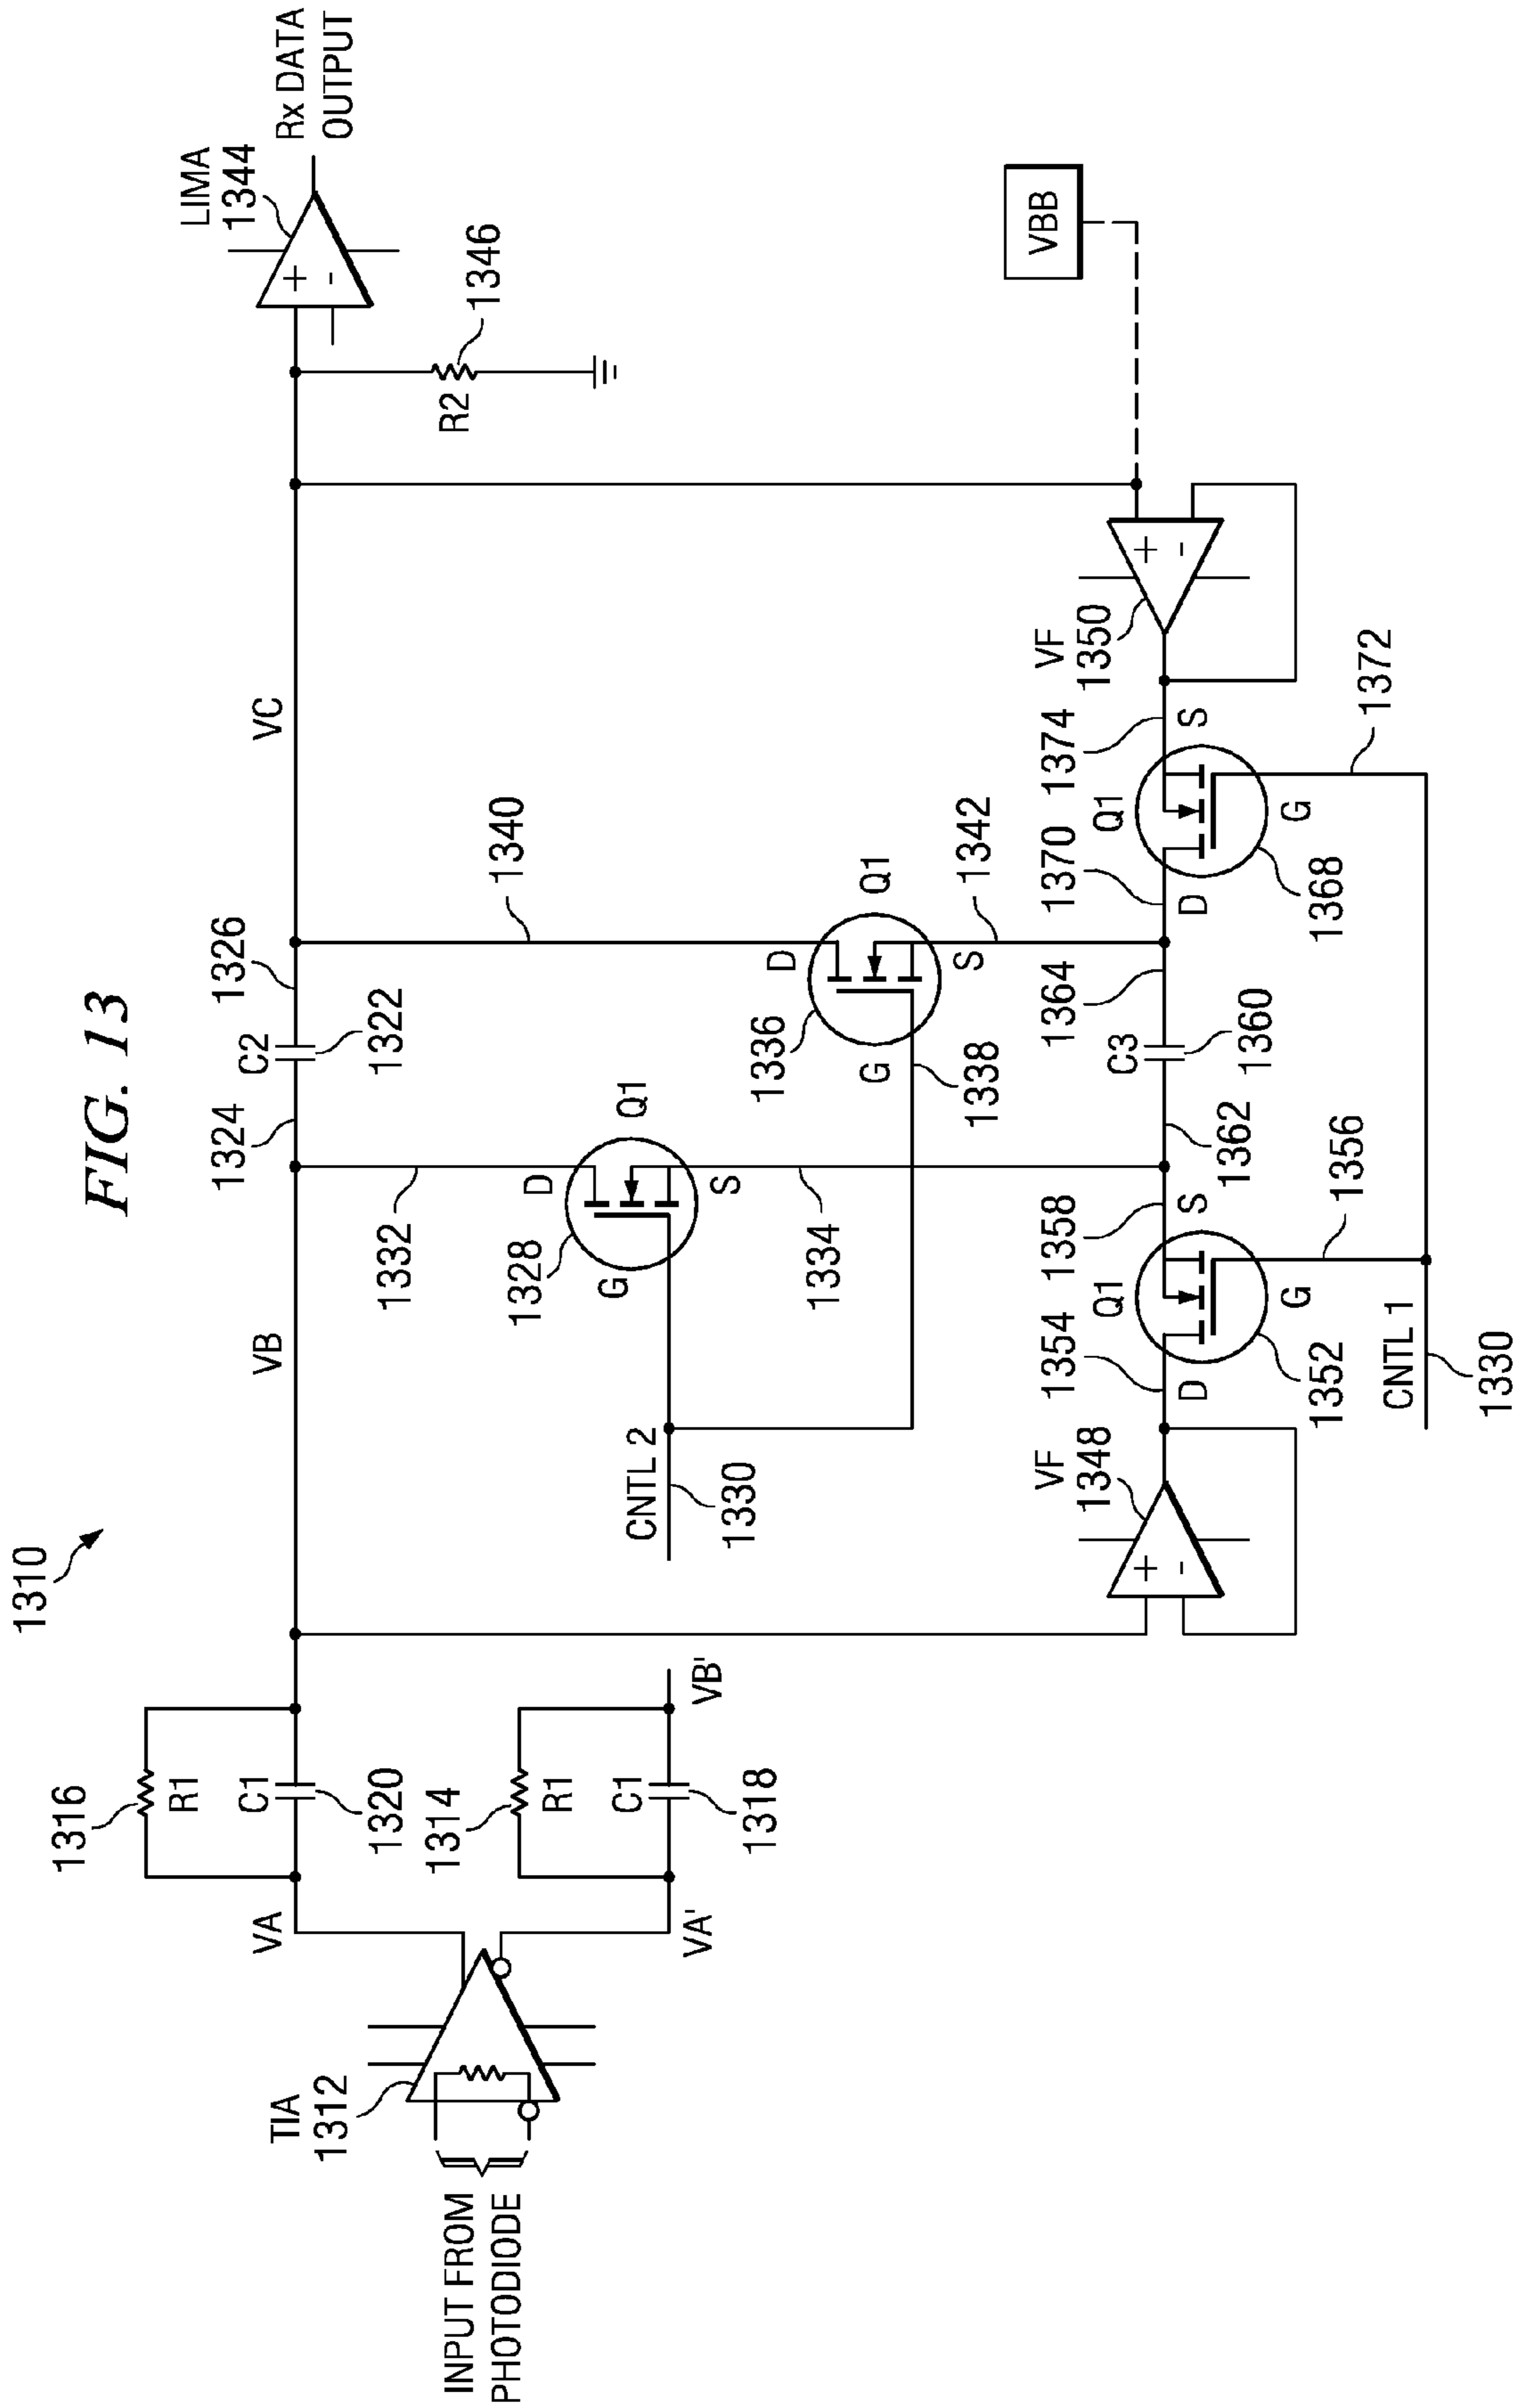 FIG. 13
1310
1316
R1
C1
1320
VA
VB
1324
C2
1322
1326
VC
LIMA
1344
+
-
Rx DATA
OUTPUT
R2
1346
TIA
1312
INPUT FROM
PHOTODIODE
1314
R1
C1
1318
VA'
VB'
1332
D
1328
G
Q1
S
1334
CNTL 2
1330
1340
D
1336
G
Q1
S
1338
1342
VBB
VF
1348
+
-
1354
D
Q1
1358
S
1352
G
1356
1362
C3
1360
1364
1370
D
Q1
1374
S
1368
G
1372
VF
1350
+
-
CNTL 1
1330